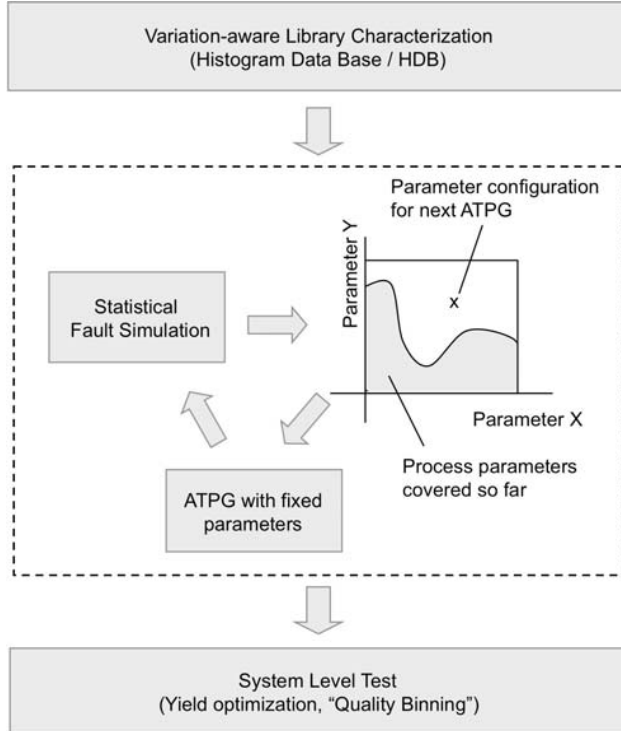 Variation-aware Library Characterization
(Histogram Data Base / HDB)
Parameter configuration
for next ATPG
Parameter Y
x
Statistical
Fault Simulation
Parameter X
Process parameters
covered so far
ATPG with fixed
parameters
System Level Test
(Yield optimization, “Quality Binning”)